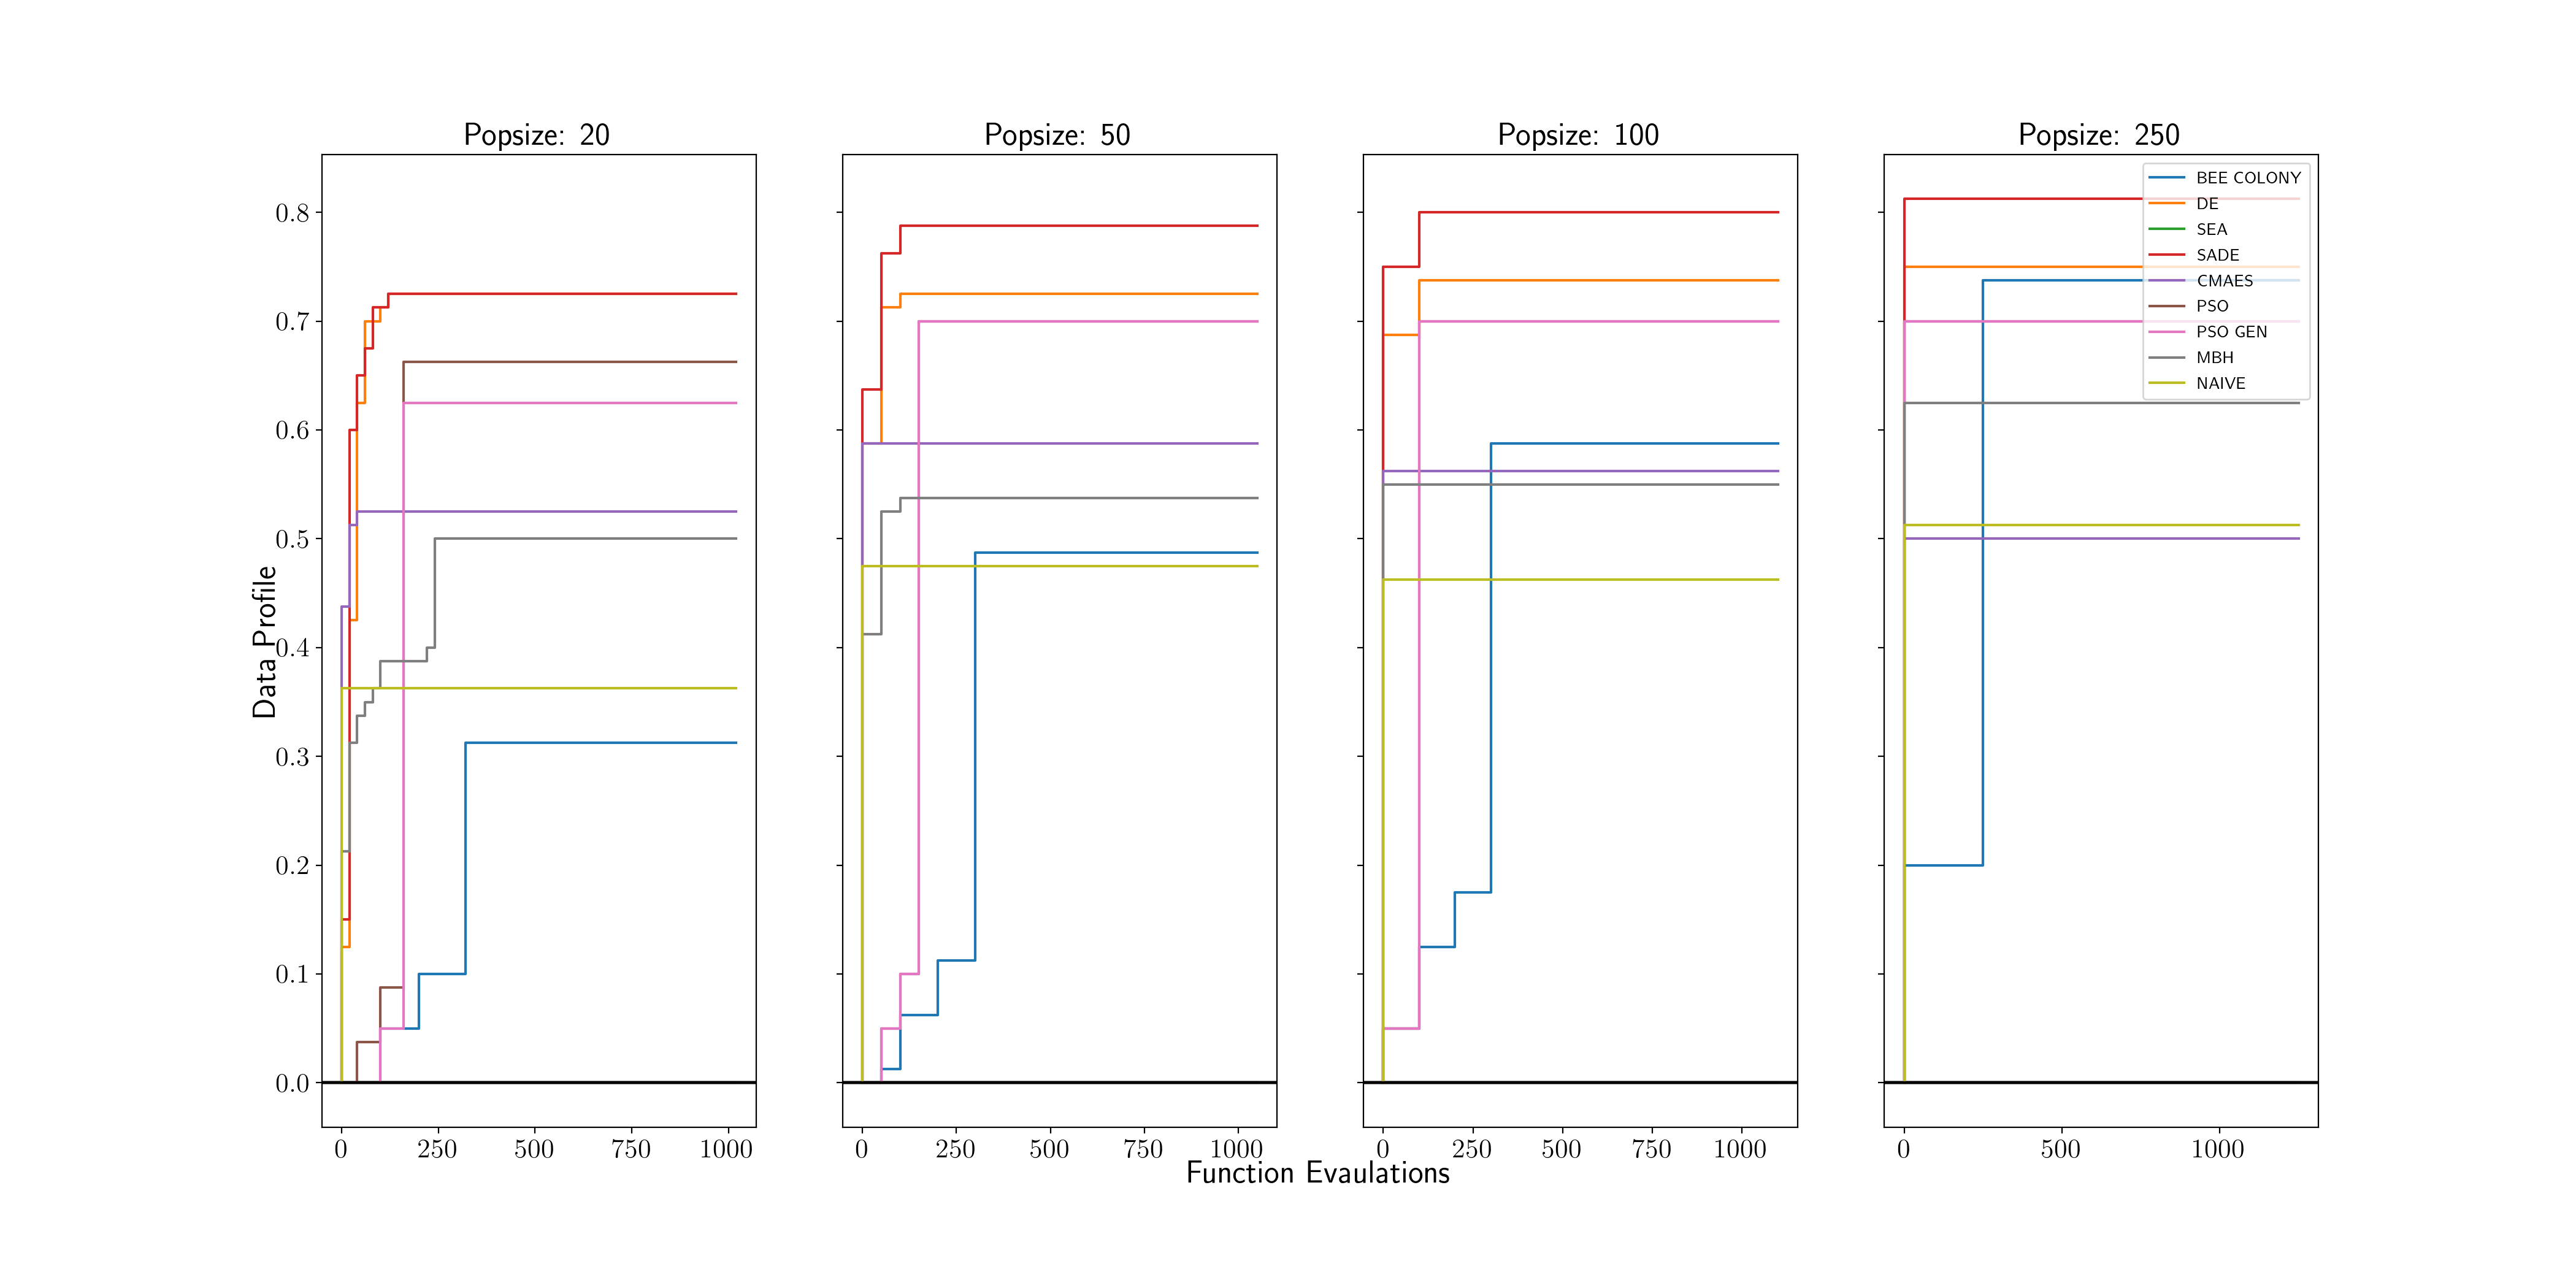 Popsize: 20
Popsize: 50
Popsize: 100
Popsize: 250
BEE COLONY
DE
SEA
SADE
CMAES
PSO
PSO GEN
MBH
NAIVE
Data Profile
0.8
0.7
0.6
0.5
0.4
0.3
0.2
0.1
0.0
0 250 500 750 1000
0 250 500 750 1000
0 250 500 750 1000
0 500 1000
Function Evaulations